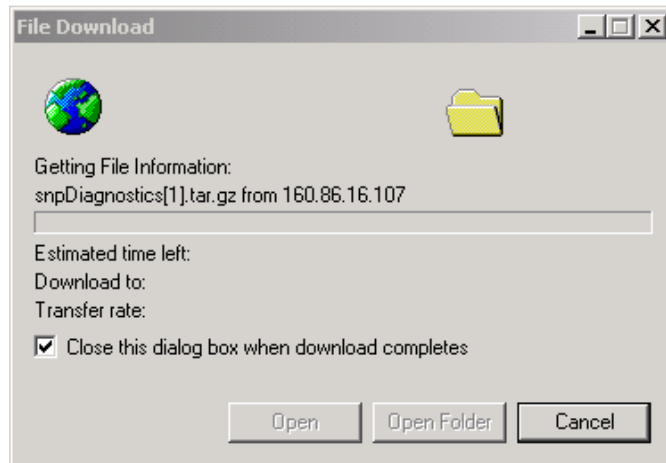 File Download
Getting File Information:
snpDiagnostics[1].tar.gz from 160.86.16.107
Estimated time left:
Download to:
Transfer rate:
Close this dialog box when download completes
Open
Open Folder
Cancel